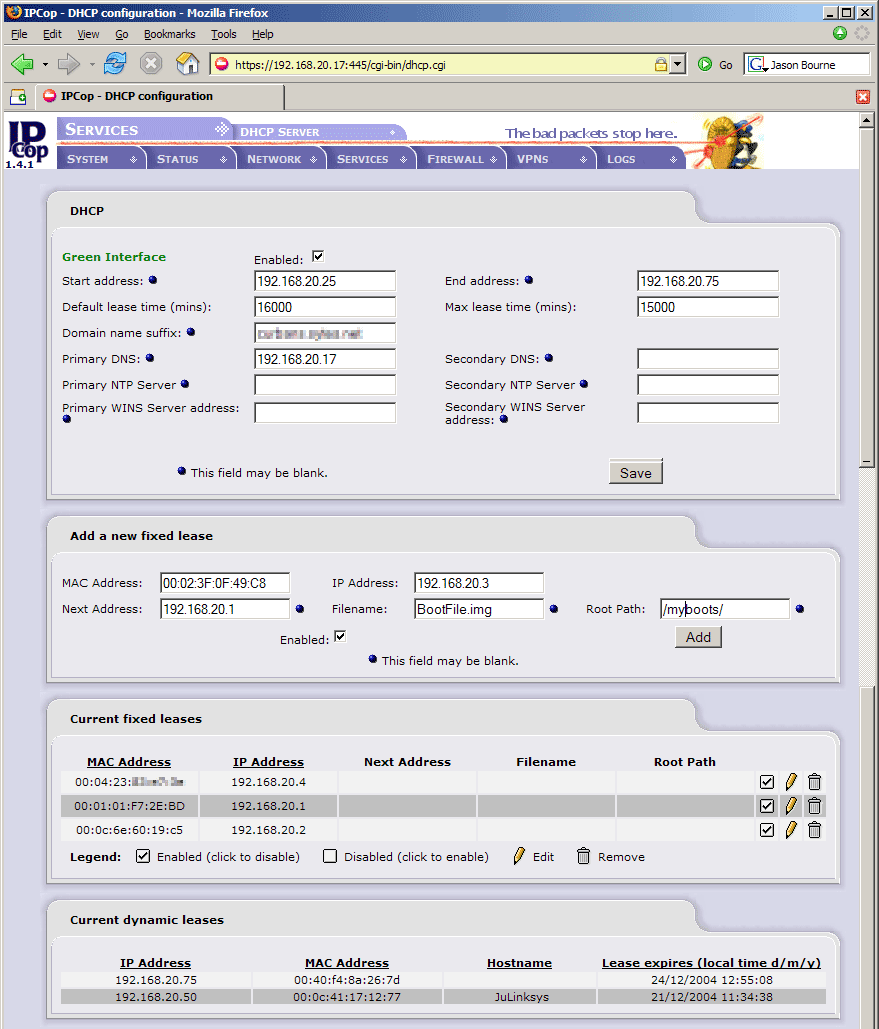 IPCop - DHCP configuration - Mozilla Firefox
File Edit View Go Bookmarks Tools Help
https://192.168.20.17:445/cgi-bin/dhcp.cgi Go G Jason Bourne
IPCop - DHCP configuration
IPCop 1.4.1
SERVICES DHCP SERVER The bad packets stop here.
SYSTEM STATUS NETWORK SERVICES FIREWALL VPNS LOGS
DHCP
Green Interface Enabled:
Start address: 192.168.20.25 End address: 192.168.20.75
Default lease time (mins): 16000 Max lease time (mins): 15000
Domain name suffix:
Primary DNS: 192.168.20.17 Secondary DNS:
Primary NTP Server Secondary NTP Server
Primary WINS Server address: Secondary WINS Server address:
This field may be blank. Save
Add a new fixed lease
MAC Address: 00:02:3F:0F:49:C8 IP Address: 192.168.20.3
Next Address: 192.168.20.1 Filename: BootFile.img Root Path: /myboots/
Enabled: Add
This field may be blank.
Current fixed leases
MAC Address IP Address Next Address Filename Root Path
00:04:23: 192.168.20.4
00:01:01:F7:2E:BD 192.168.20.1
00:0c:6e:60:19:c5 192.168.20.2
Legend: Enabled (click to disable) Disabled (click to enable) Edit Remove
Current dynamic leases
IP Address MAC Address Hostname Lease expires (local time d/m/y)
192.168.20.75 00:40:f4:8a:26:7d 24/12/2004 12:55:08
192.168.20.50 00:0c:41:17:12:77 JuLinksys 21/12/2004 11:34:38